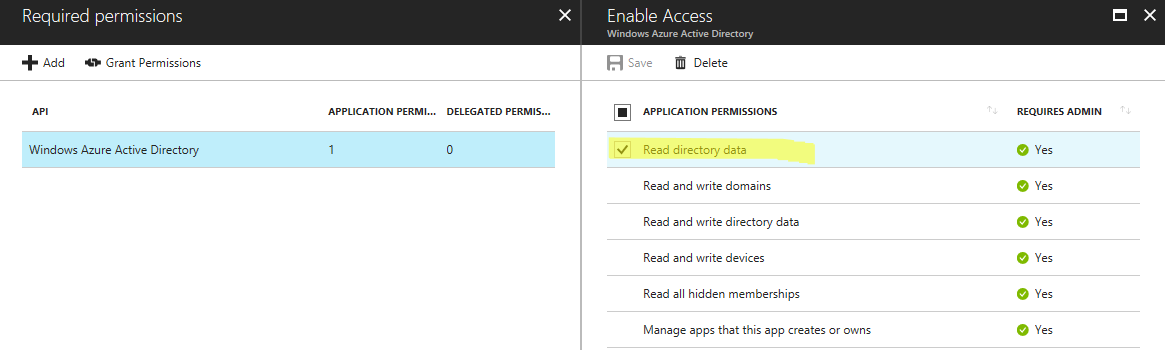 Required permissions
Add
Grant Permissions
API
APPLICATION PERMI...
DELEGATED PERMISS...
Windows Azure Active Directory
1
0
Enable Access
Windows Azure Active Directory
Save
Delete
APPLICATION PERMISSIONS
REQUIRES ADMIN
Read directory data
Yes
Read and write domains
Yes
Read and write directory data
Yes
Read and write devices
Yes
Read all hidden memberships
Yes
Manage apps that this app creates or owns
Yes